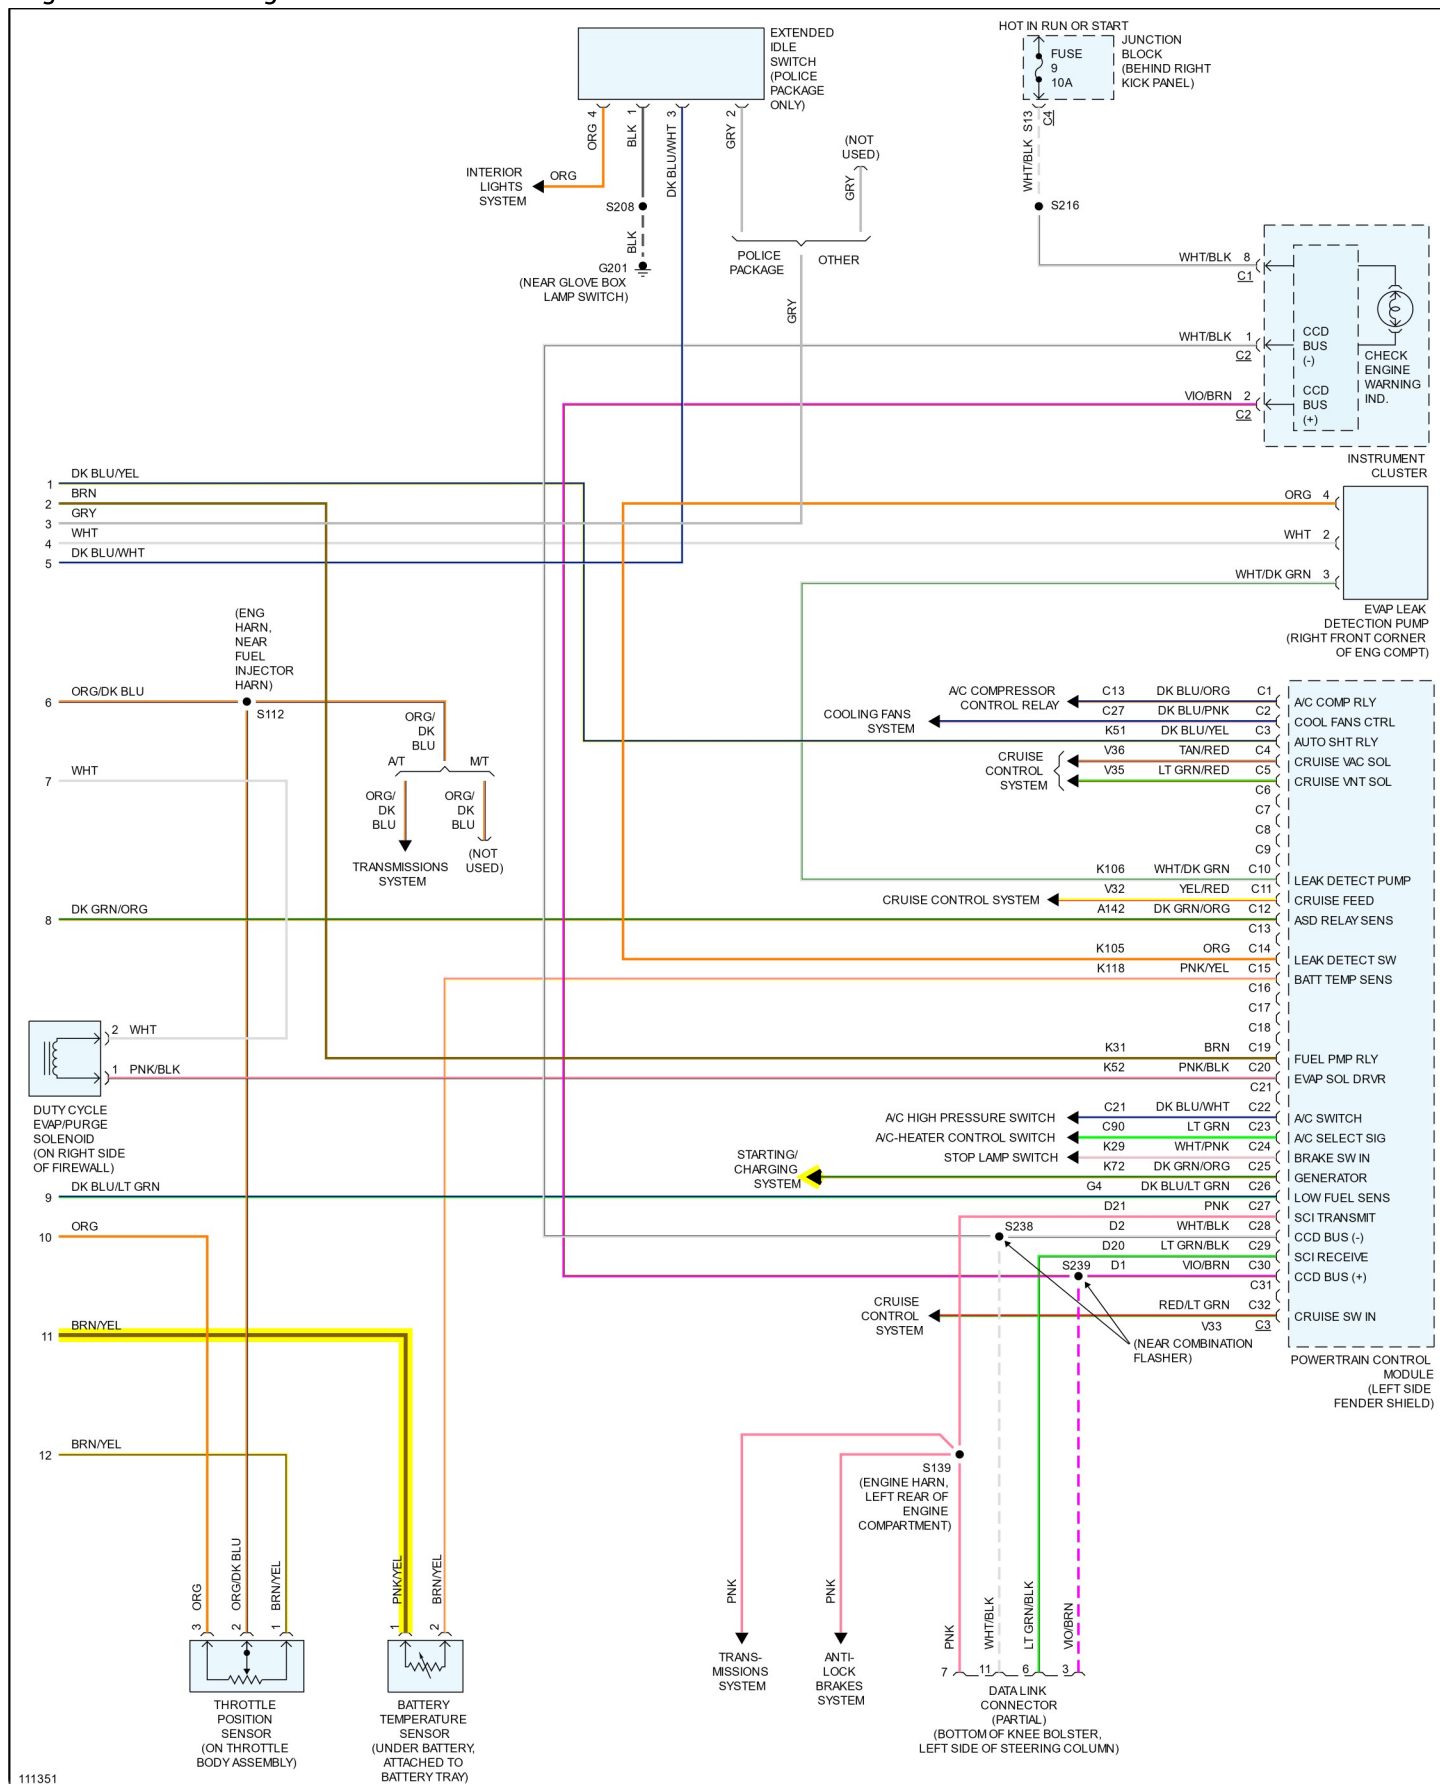 EXTENDED
IDLE
SWITCH
(POLICE
PACKAGE
ONLY)
HOT IN RUN OR START
FUSE
9
10A
JUNCTION
BLOCK
(BEHIND RIGHT
KICK PANEL)
ORG 4
BLK 1
DK BLU/WHT 3
GRY 2
S13
C4
WHT/BLK
(NOT
USED)
GRY
INTERIOR
LIGHTS
SYSTEM
ORG
S208
BLK
G201
(NEAR GLOVE BOX
LAMP SWITCH)
POLICE
PACKAGE
OTHER
GRY
S216
WHT/BLK 8
C1
WHT/BLK 1
C2
VIO/BRN 2
C2
CCD
BUS
(-)
CCD
BUS
(+)
CHECK
ENGINE
WARNING
IND.
INSTRUMENT
CLUSTER
1 DK BLU/YEL
2 BRN
3 GRY
4 WHT
5 DK BLU/WHT
ORG 4
WHT 2
WHT/DK GRN 3
EVAP LEAK
DETECTION PUMP
(RIGHT FRONT CORNER
OF ENG COMPT)
(ENG
HARN,
NEAR
FUEL
INJECTOR
HARN)
6 ORG/DK BLU
S112
ORG/
DK
BLU
A/T M/T
ORG/
DK
BLU
ORG/
DK
BLU
TRANSMISSIONS
SYSTEM
(NOT
USED)
7 WHT
8 DK GRN/ORG
A/C COMPRESSOR
CONTROL RELAY
COOLING FANS
SYSTEM
CRUISE
CONTROL
SYSTEM
CRUISE CONTROL SYSTEM
C13 DK BLU/ORG C1 A/C COMP RLY
C27 DK BLU/PNK C2 COOL FANS CTRL
K51 DK BLU/YEL C3 AUTO SHT RLY
V36 TAN/RED C4 CRUISE VAC SOL
V35 LT GRN/RED C5 CRUISE VNT SOL
C6
C7
C8
C9
K106 WHT/DK GRN C10 LEAK DETECT PUMP
V32 YEL/RED C11 CRUISE FEED
A142 DK GRN/ORG C12 ASD RELAY SENS
C13
K105 ORG C14 LEAK DETECT SW
K118 PNK/YEL C15 BATT TEMP SENS
C16
C17
C18
K31 BRN C19 FUEL PMP RLY
K52 PNK/BLK C20 EVAP SOL DRVR
C21
A/C HIGH PRESSURE SWITCH C21 DK BLU/WHT C22 A/C SWITCH
A/C-HEATER CONTROL SWITCH C90 LT GRN C23 A/C SELECT SIG
STOP LAMP SWITCH K29 WHT/PNK C24 BRAKE SW IN
STARTING/
CHARGING
SYSTEM
K72 DK GRN/ORG C25 GENERATOR
G4 DK BLU/LT GRN C26 LOW FUEL SENS
D21 PNK C27 SCI TRANSMIT
S238 D2 WHT/BLK C28 CCD BUS (-)
D20 LT GRN/BLK C29 SCI RECEIVE
S239 D1 VIO/BRN C30 CCD BUS (+)
C31
CRUISE
CONTROL
SYSTEM
RED/LT GRN C32 CRUISE SW IN
V33 C3
(NEAR COMBINATION
FLASHER)
POWERTRAIN CONTROL
MODULE
(LEFT SIDE
FENDER SHIELD)
2 WHT
1 PNK/BLK
DUTY CYCLE
EVAP/PURGE
SOLENOID
(ON RIGHT SIDE
OF FIREWALL)
9 DK BLU/LT GRN
10 ORG
11 BRN/YEL
12 BRN/YEL
S139
(ENGINE HARN,
LEFT REAR OF
ENGINE
COMPARTMENT)
3 ORG
2 ORG/DK BLU
1 BRN/YEL
1 PNK/YEL
2 BRN/YEL
PNK
PNK
PNK
WHT/BLK
LT GRN/BLK
VIO/BRN
7 11 6 3
THROTTLE
POSITION
SENSOR
(ON THROTTLE
BODY ASSEMBLY)
BATTERY
TEMPERATURE
SENSOR
(UNDER BATTERY,
ATTACHED TO
BATTERY TRAY)
TRANS-
MISSIONS
SYSTEM
ANTI-
LOCK
BRAKES
SYSTEM
DATA LINK
CONNECTOR
(PARTIAL)
(BOTTOM OF KNEE BOLSTER,
LEFT SIDE OF STEERING COLUMN)
111351